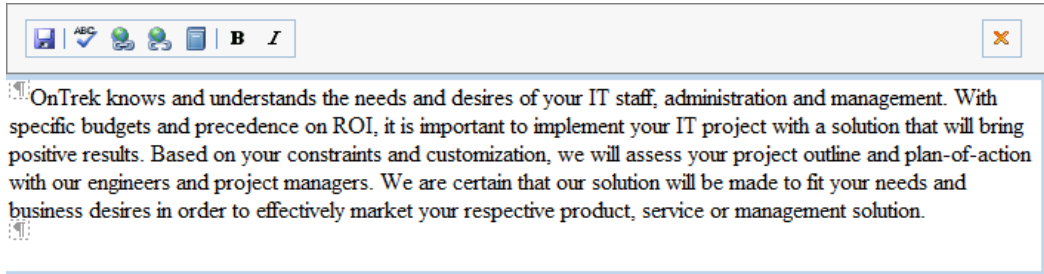 ABC B I
¶ OnTrek knows and understands the needs and desires of your IT staff, administration and management. With
specific budgets and precedence on ROI, it is important to implement your IT project with a solution that will bring
positive results. Based on your constraints and customization, we will assess your project outline and plan-of-action
with our engineers and project managers. We are certain that our solution will be made to fit your needs and
business desires in order to effectively market your respective product, service or management solution.
¶